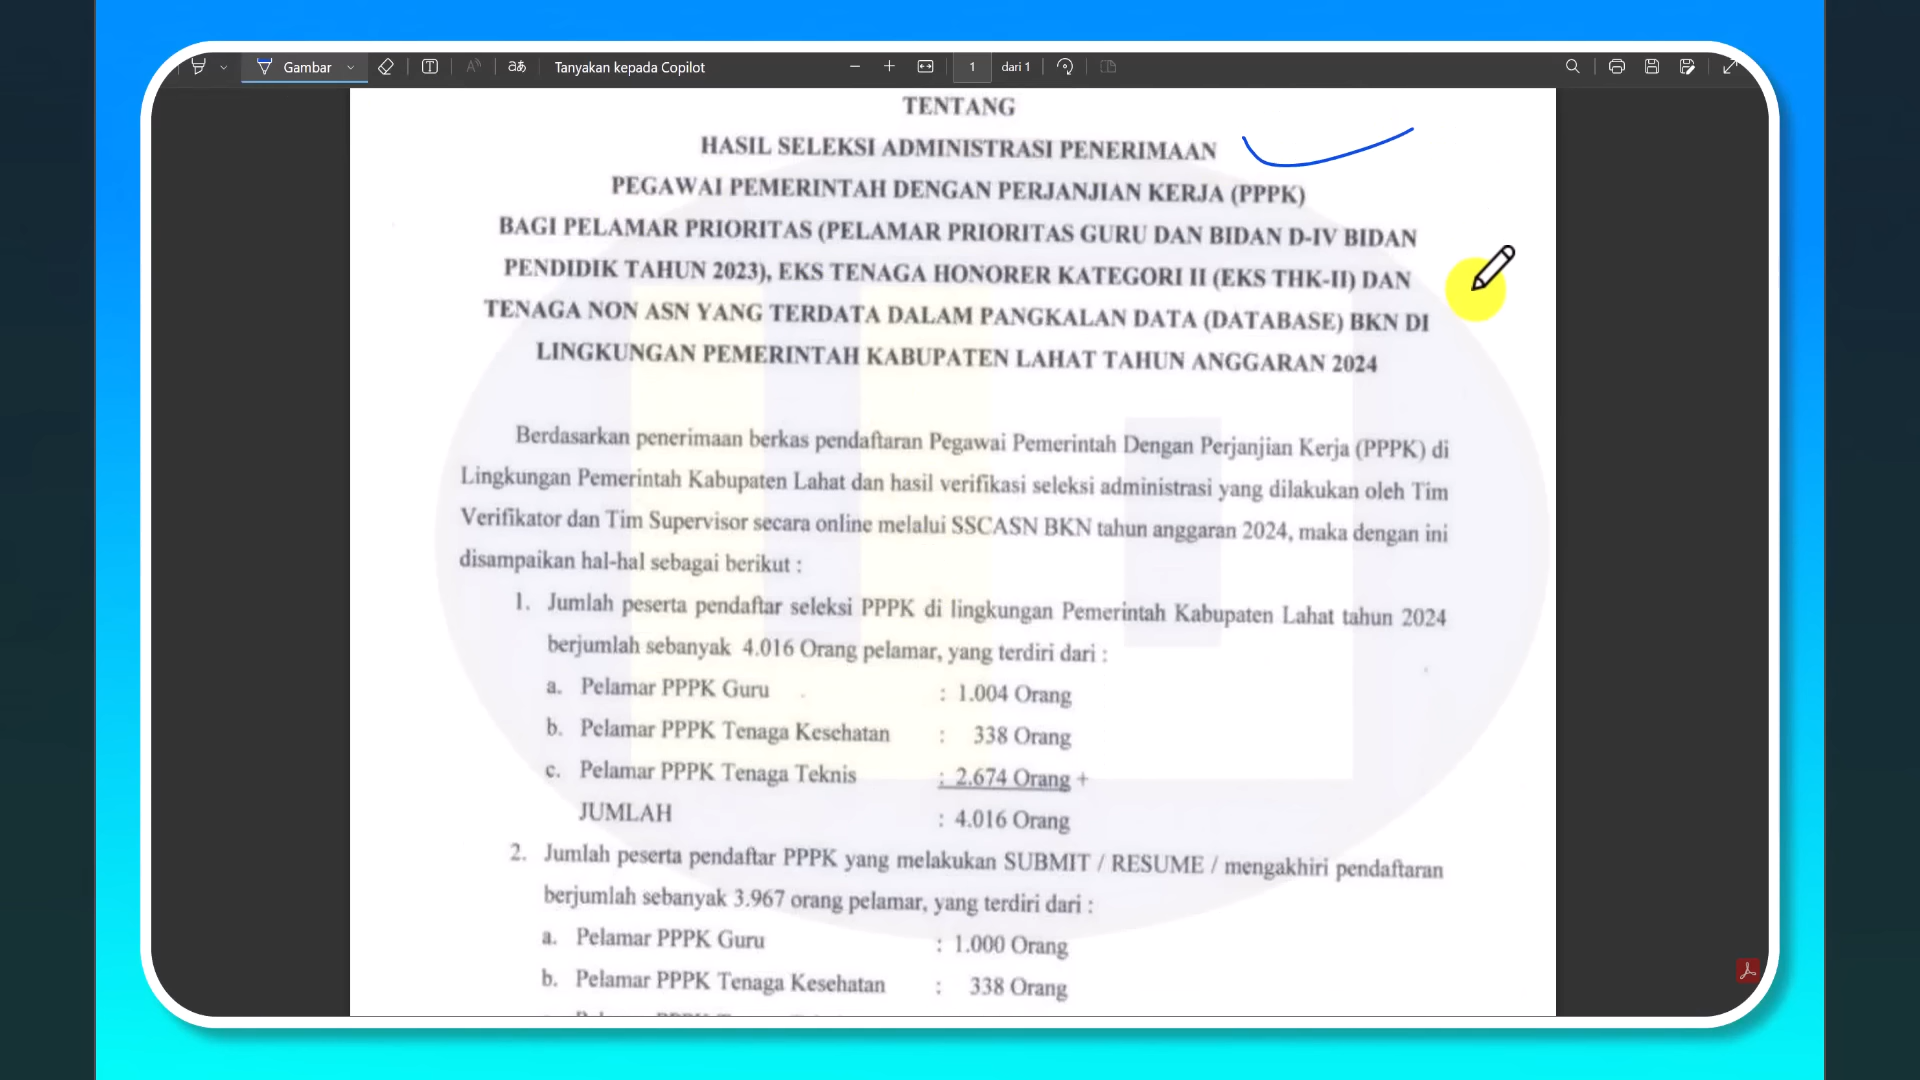 Gambar
Tanyakan kepada Copilot
1
dari 1
TENTANG
HASIL SELEKSI ADMINISTRASI PENERIMAAN
PEGAWAI PEMERINTAH DENGAN PERJANJIAN KERJA (PPPK)
BAGI PELAMAR PRIORITAS (PELAMAR PRIORITAS GURU DAN BIDAN D-IV BIDAN
PENDIDIK TAHUN 2023), EKS TENAGA HONORER KATEGORI II (EKS THK-II) DAN
TENAGA NON ASN YANG TERDATA DALAM PANGKALAN DATA (DATABASE) BKN DI
LINGKUNGAN PEMERINTAH KABUPATEN LAHAT TAHUN ANGGARAN 2024
Berdasarkan penerimaan berkas pendaftaran Pegawai Pemerintah Dengan Perjanjian Kerja (PPPK) di
Lingkungan Pemerintah Kabupaten Lahat dan hasil verifikasi seleksi administrasi yang dilakukan oleh Tim
Verifikator dan Tim Supervisor secara online melalui SSCASN BKN tahun anggaran 2024, maka dengan ini
disampaikan hal-hal sebagai berikut :
1. Jumlah peserta pendaftar seleksi PPPK di lingkungan Pemerintah Kabupaten Lahat tahun 2024
berjumlah sebanyak 4.016 Orang pelamar, yang terdiri dari :
a. Pelamar PPPK Guru : 1.004 Orang
b. Pelamar PPPK Tenaga Kesehatan : 338 Orang
c. Pelamar PPPK Tenaga Teknis : 2.674 Orang +
JUMLAH : 4.016 Orang
2. Jumlah peserta pendaftar PPPK yang melakukan SUBMIT / RESUME / mengakhiri pendaftaran
berjumlah sebanyak 3.967 orang pelamar, yang terdiri dari :
a. Pelamar PPPK Guru : 1.000 Orang
b. Pelamar PPPK Tenaga Kesehatan : 338 Orang